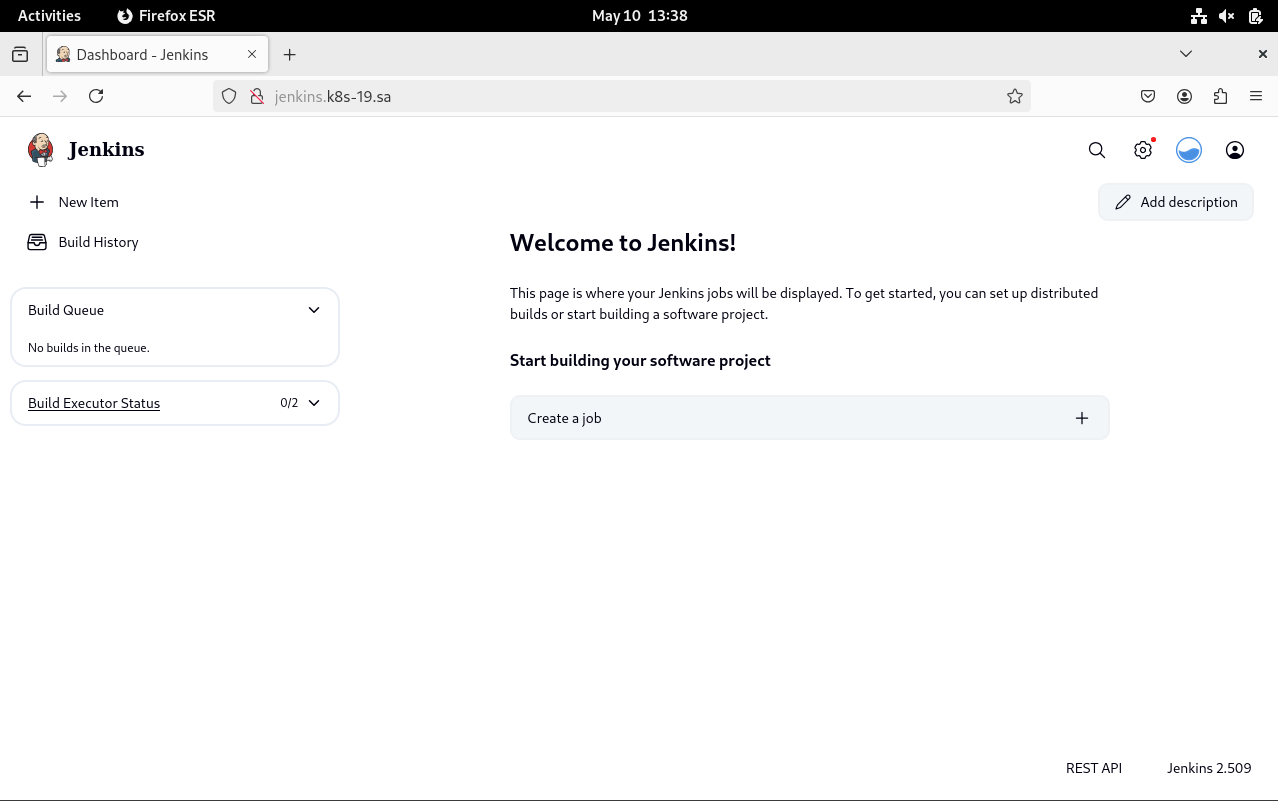 Activities
Firefox ESR
May 10 13:38
Dashboard - Jenkins
jenkins.k8s-19.sa
Jenkins
New Item
Add description
Build History
Welcome to Jenkins!
This page is where your Jenkins jobs will be displayed. To get started, you can set up distributed
builds or start building a software project.
Build Queue
No builds in the queue.
Start building your software project
Build Executor Status 0/2
Create a job
REST API
Jenkins 2.509